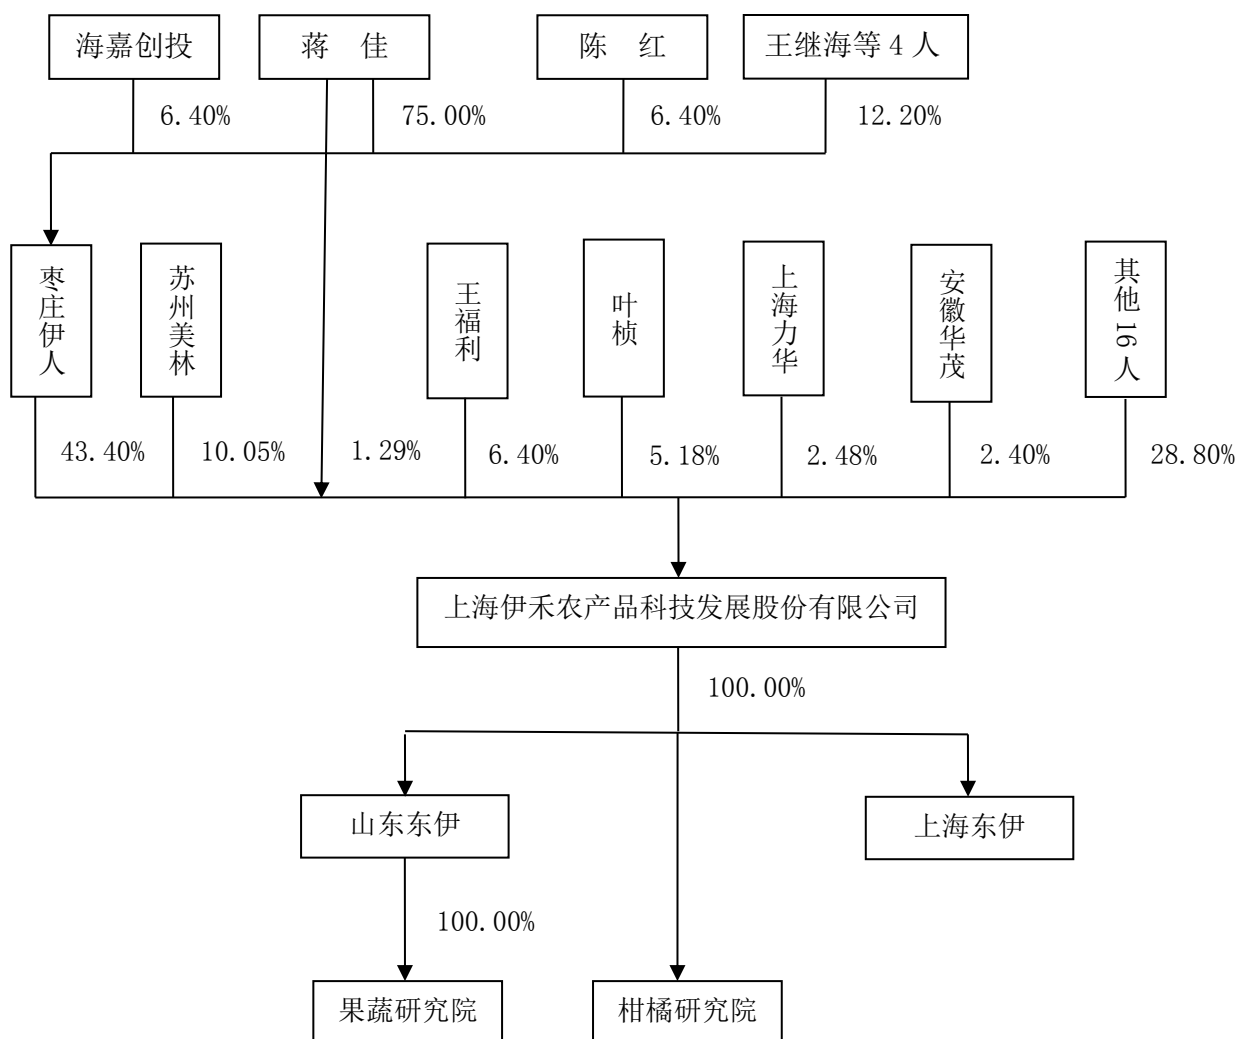 海嘉创投
蒋 佳
陈 红
王继海等 4 人
6.40%
75.00%
6.40%
12.20%
枣庄伊人
苏州美林
王福利
叶桢
上海力华
安徽华茂
其他 16 人
43.40%
10.05%
1.29%
6.40%
5.18%
2.48%
2.40%
28.80%
上海伊禾农产品科技发展股份有限公司
100.00%
山东东伊
上海东伊
100.00%
果蔬研究院
柑橘研究院